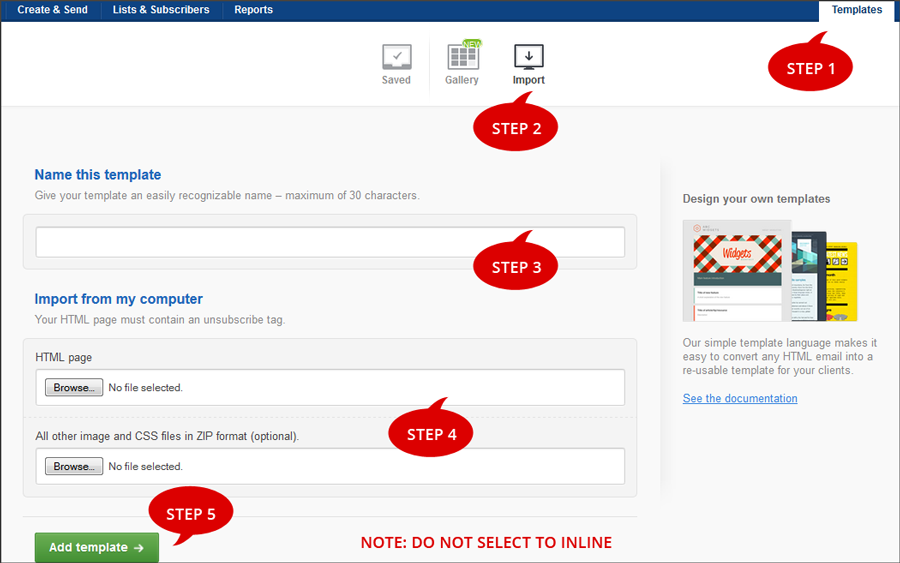 Create & Send
Lists & Subscribers
Reports
Templates
STEP 1
NEW
Saved
Gallery
Import
STEP 2
Name this template
Give your template an easily recognizable name – maximum of 30 characters.
STEP 3
Import from my computer
Your HTML page must contain an unsubscribe tag.
HTML page
Browse... No file selected.
STEP 4
All other image and CSS files in ZIP format (optional).
Browse... No file selected.
STEP 5
Add template →
NOTE: DO NOT SELECT TO INLINE
Design your own templates
Widgets
Our simple template language makes it
easy to convert any HTML email into a
re-usable template for your clients.
See the documentation